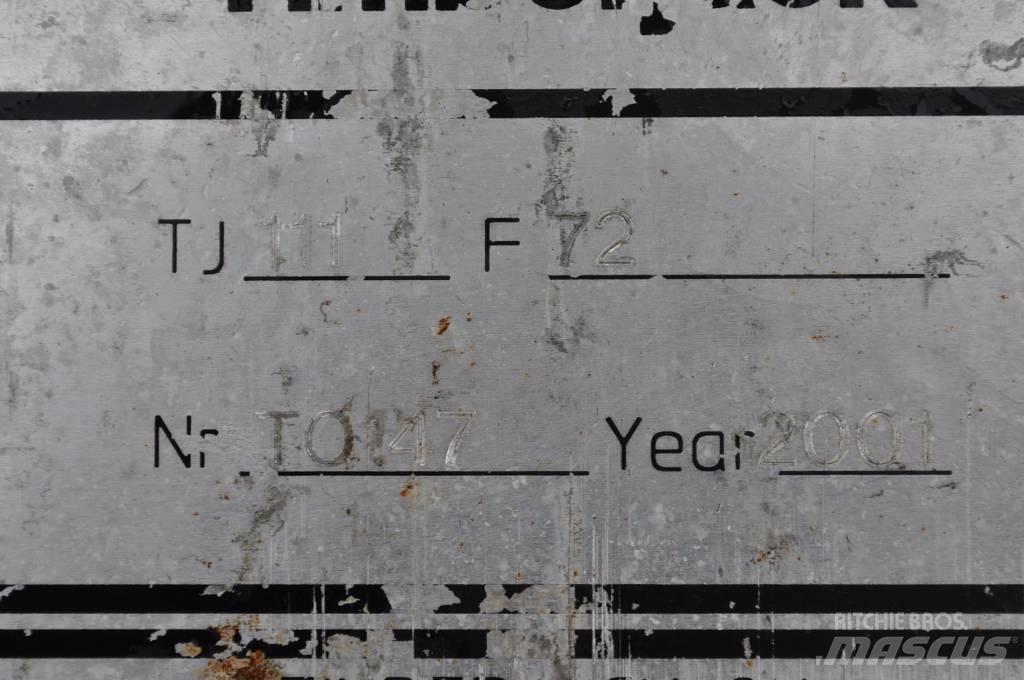 TJ 111 F 72
Nr. TO147 Year 2001
RITCHIE BROS.
MASCUS